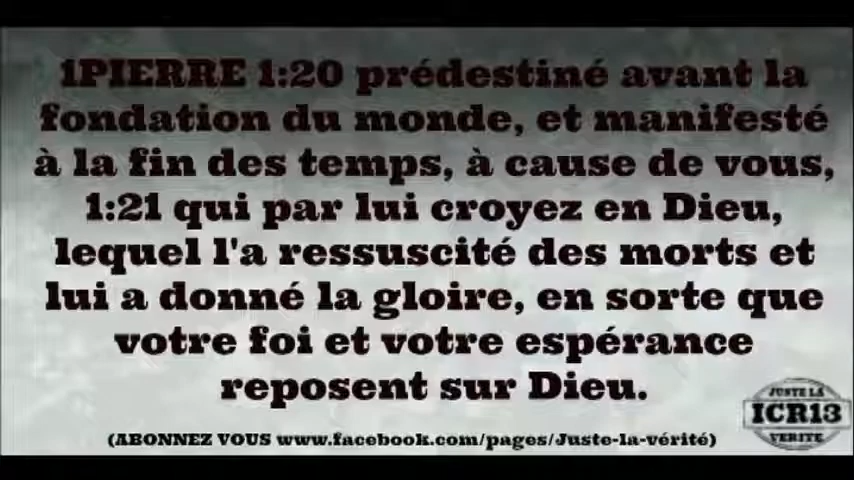 1PIERRE 1:20 prédestiné avant la
fondation du monde, et manifesté
à la fin des temps, à cause de vous,
1:21 qui par lui croyez en Dieu,
lequel l'a ressuscité des morts et
lui a donné la gloire, en sorte que
votre foi et votre espérance
reposent sur Dieu.
(ABONNEZ VOUS www.facebook.com/pages/Juste-la-vérité)
JUSTE LA
ICR13
VERITE